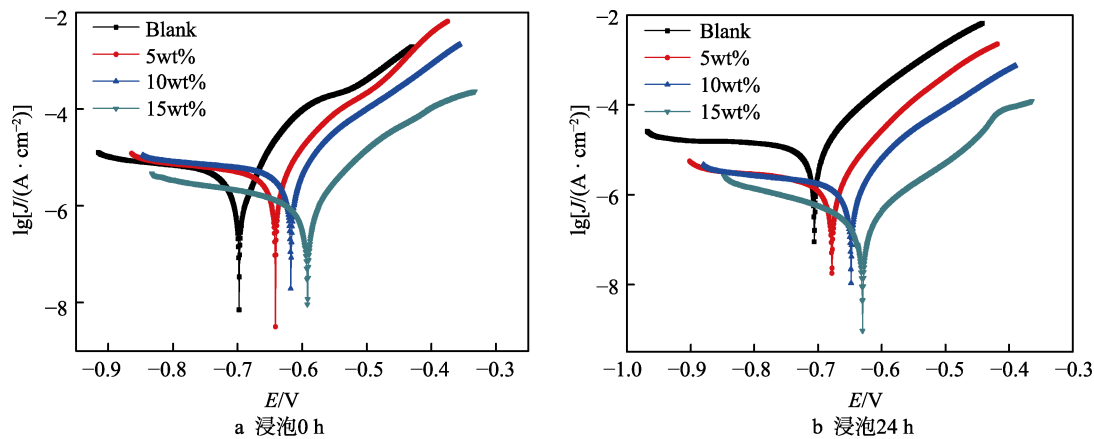 −2
−4
−6
−8
lg[J/(A · cm−2)]
Blank
5wt%
10wt%
15wt%
−0.9 −0.8 −0.7 −0.6 −0.5 −0.4 −0.3
E/V
a 浸泡0 h
−2
−4
−6
−8
lg[J/(A · cm−2)]
Blank
5wt%
10wt%
15wt%
−1.0 −0.9 −0.8 −0.7 −0.6 −0.5 −0.4 −0.3
E/V
b 浸泡24 h